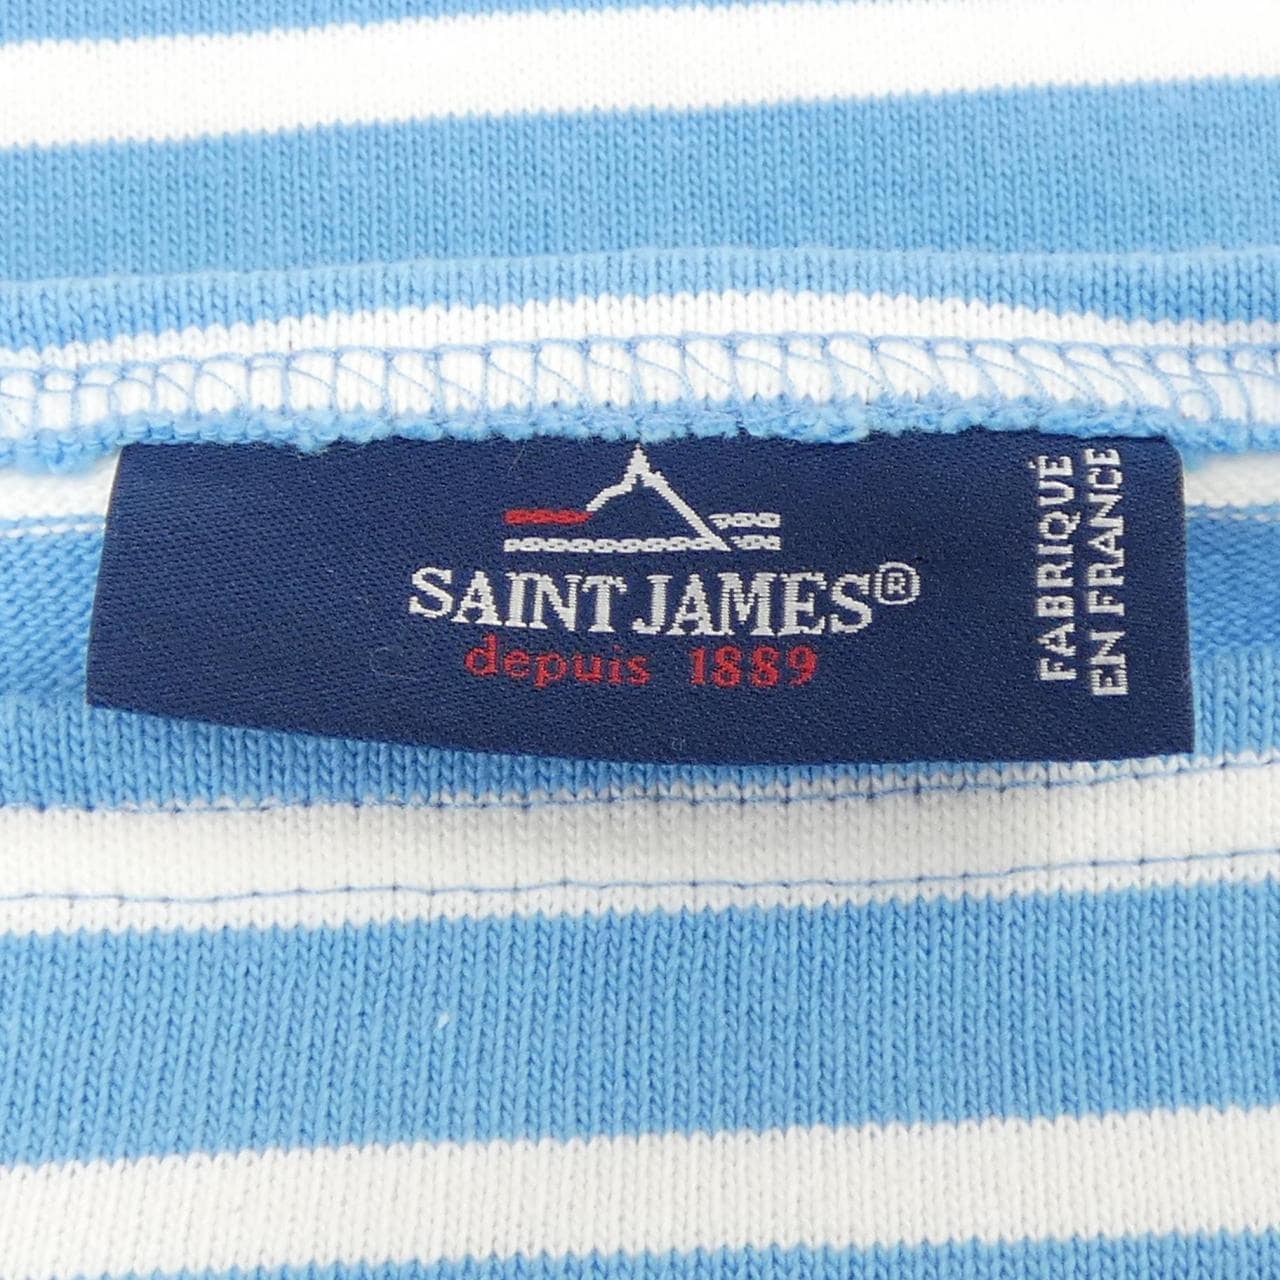 SAINT JAMES®
depuis 1889
FABRIQUÉ
EN FRANCE